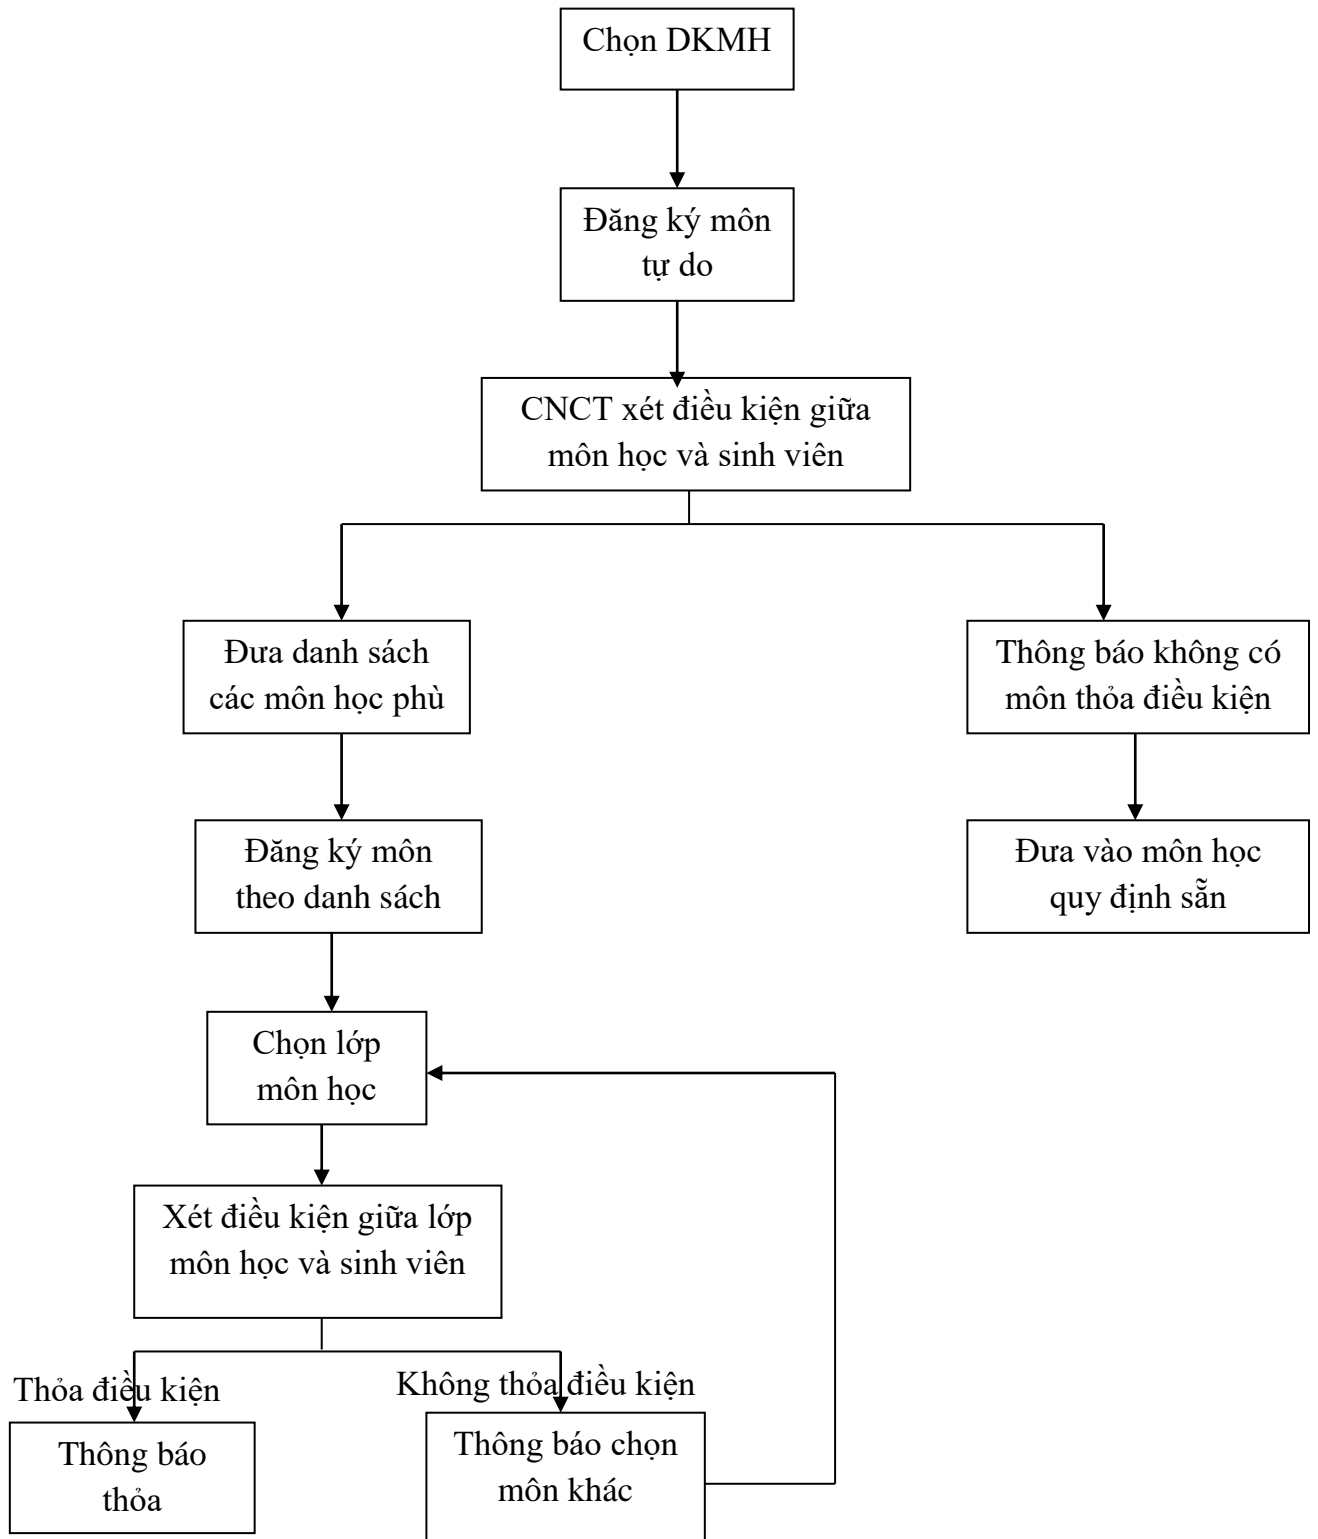 Chọn DKMH
Đăng ký môn
tự do
CNCT xét điều kiện giữa
môn học và sinh viên
Đưa danh sách
các môn học phù
Thông báo không có
môn thỏa điều kiện
Đăng ký môn
theo danh sách
Đưa vào môn học
quy định sẵn
Chọn lớp
môn học
Xét điều kiện giữa lớp
môn học và sinh viên
Thỏa điều kiện
Không thỏa điều kiện
Thông báo
thỏa
Thông báo chọn
môn khác